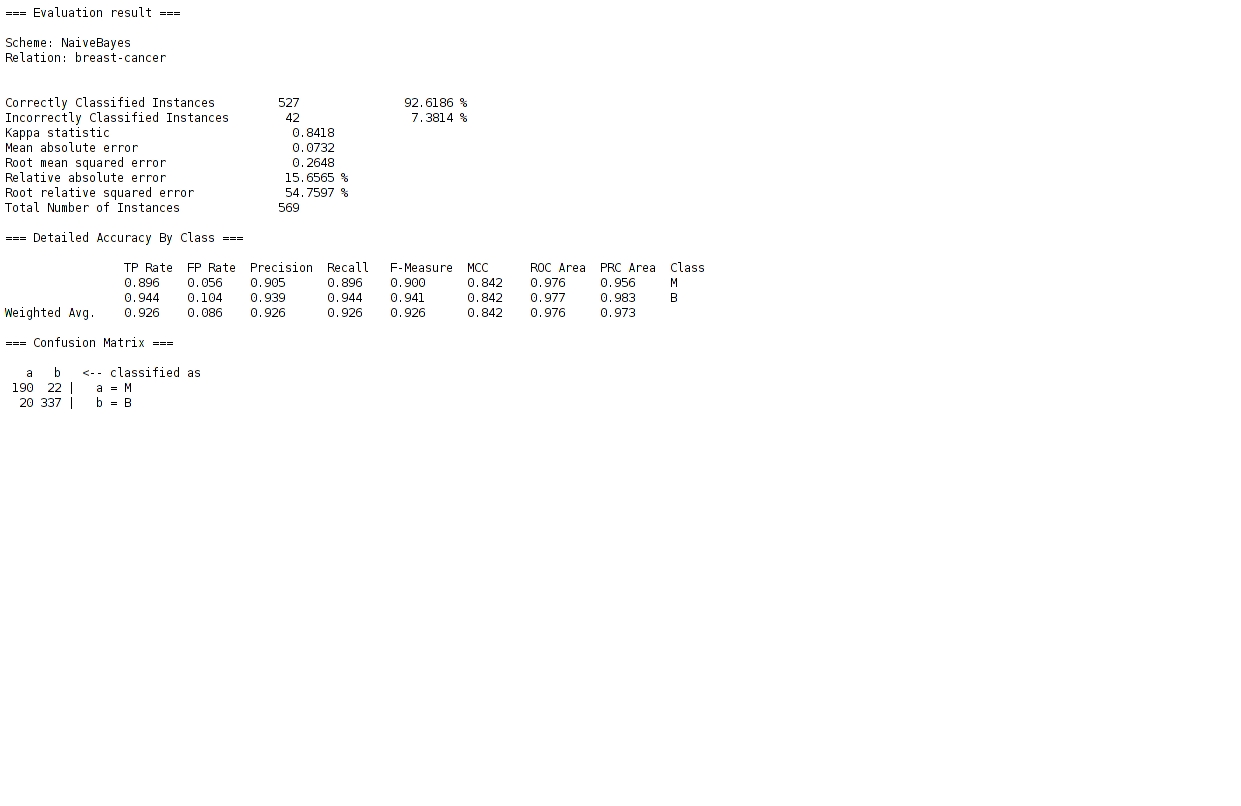 === Evaluation result ===

Scheme: NaiveBayes
Relation: breast-cancer


Correctly Classified Instances         527               92.6186 %
Incorrectly Classified Instances        42                7.3814 %
Kappa statistic                          0.8418
Mean absolute error                      0.0732
Root mean squared error                  0.2648
Relative absolute error                 15.6565 %
Root relative squared error             54.7597 %
Total Number of Instances              569

=== Detailed Accuracy By Class ===

                 TP Rate  FP Rate  Precision  Recall   F-Measure  MCC      ROC Area  PRC Area  Class
                 0.896    0.056    0.905      0.896    0.900      0.842    0.976     0.956     M
                 0.944    0.104    0.939      0.944    0.941      0.842    0.977     0.983     B
Weighted Avg.    0.926    0.086    0.926      0.926    0.926      0.842    0.976     0.973

=== Confusion Matrix ===

   a   b   <-- classified as
 190  22 |   a = M
  20 337 |   b = B